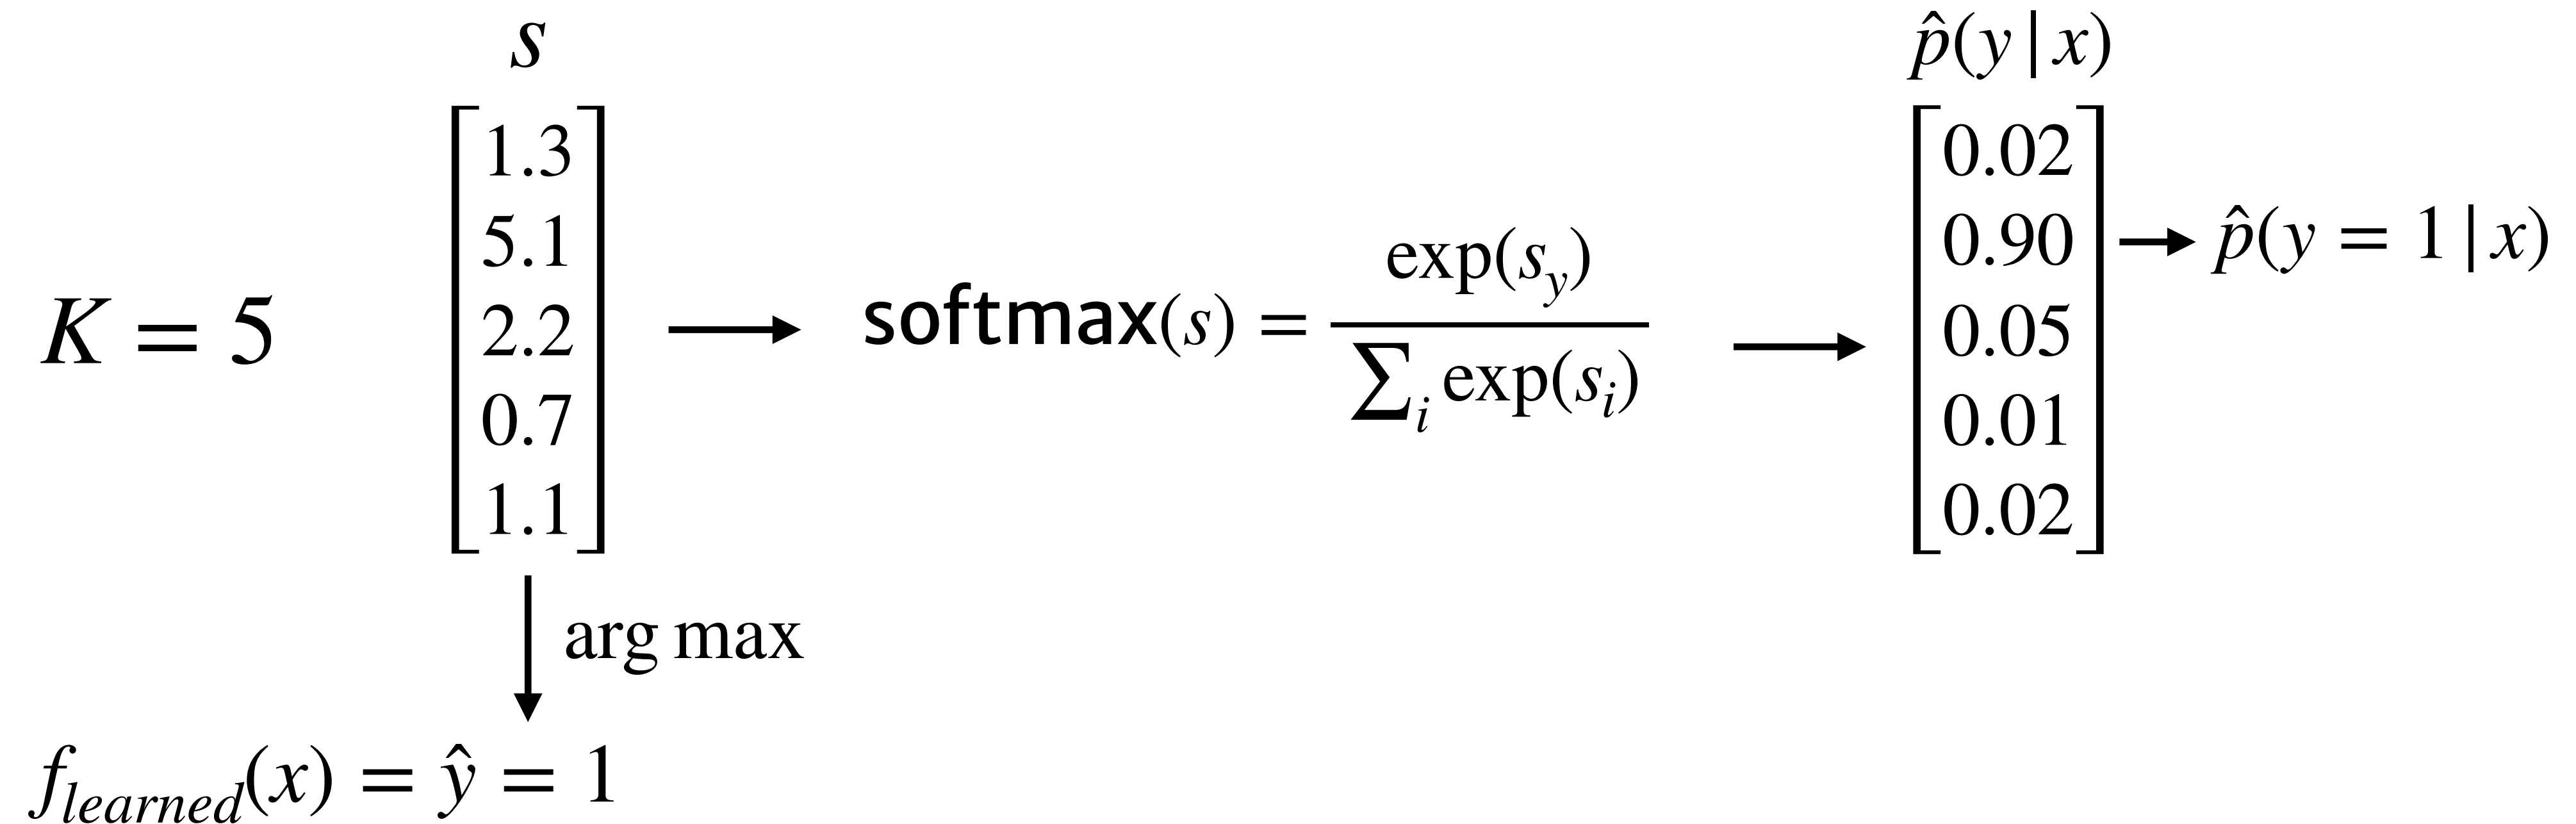 K = 5
s
1.3
5.1
2.2
0.7
1.1
softmax(s) = exp(s_y) / ∑_i exp(s_i)
p̂(y | x)
0.02
0.90
0.05
0.01
0.02
p̂(y = 1 | x)
arg max
f_learned(x) = ŷ = 1